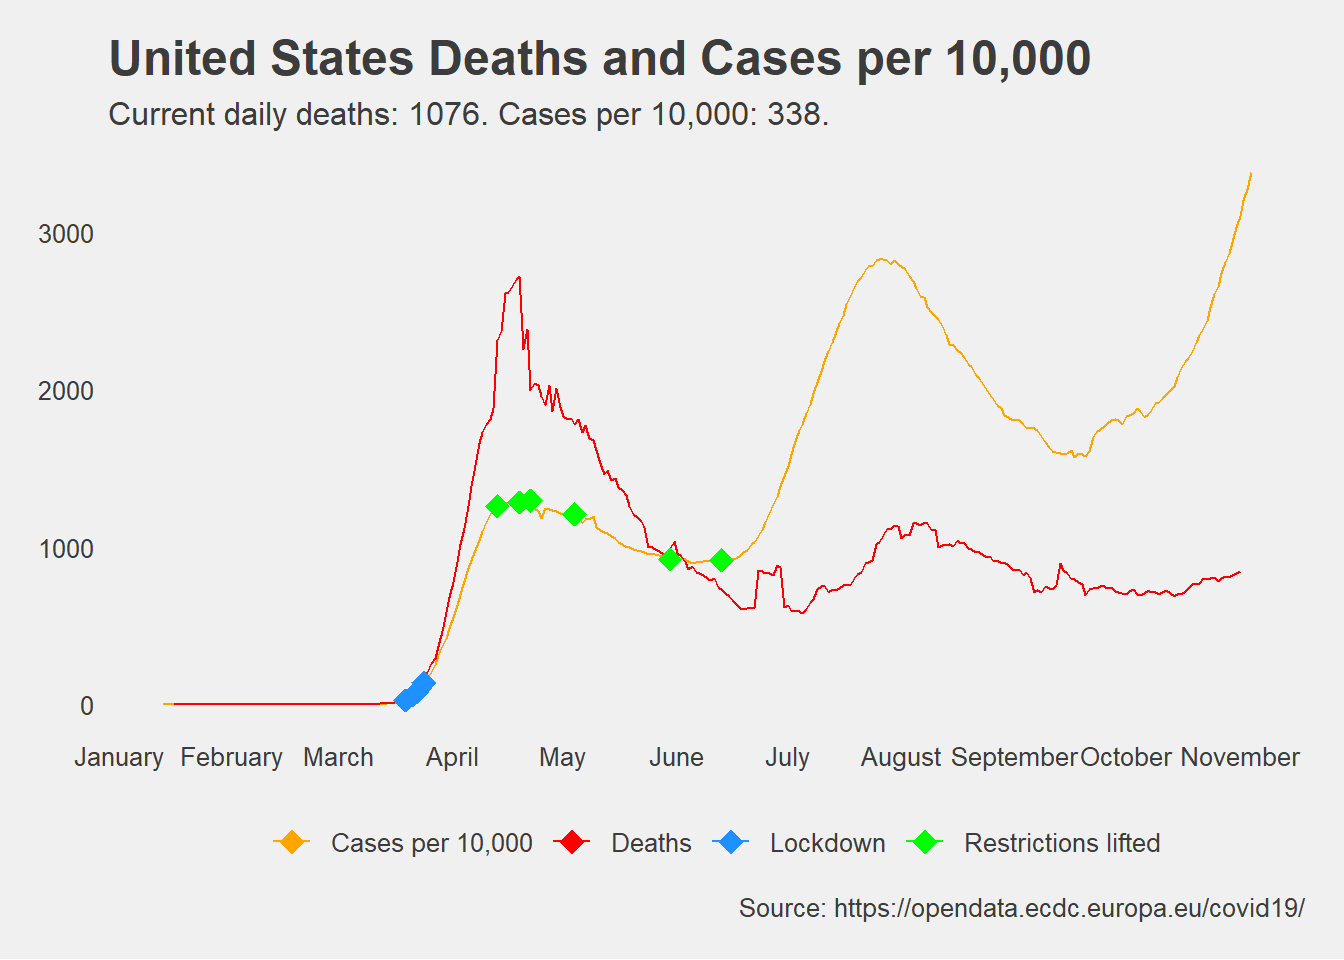 United States Deaths and Cases per 10,000
Current daily deaths: 1076. Cases per 10,000: 338.
3000
2000
1000
0
January February March April May June July August September October November
Cases per 10,000 Deaths Lockdown Restrictions lifted
Source: https://opendata.ecdc.europa.eu/covid19/